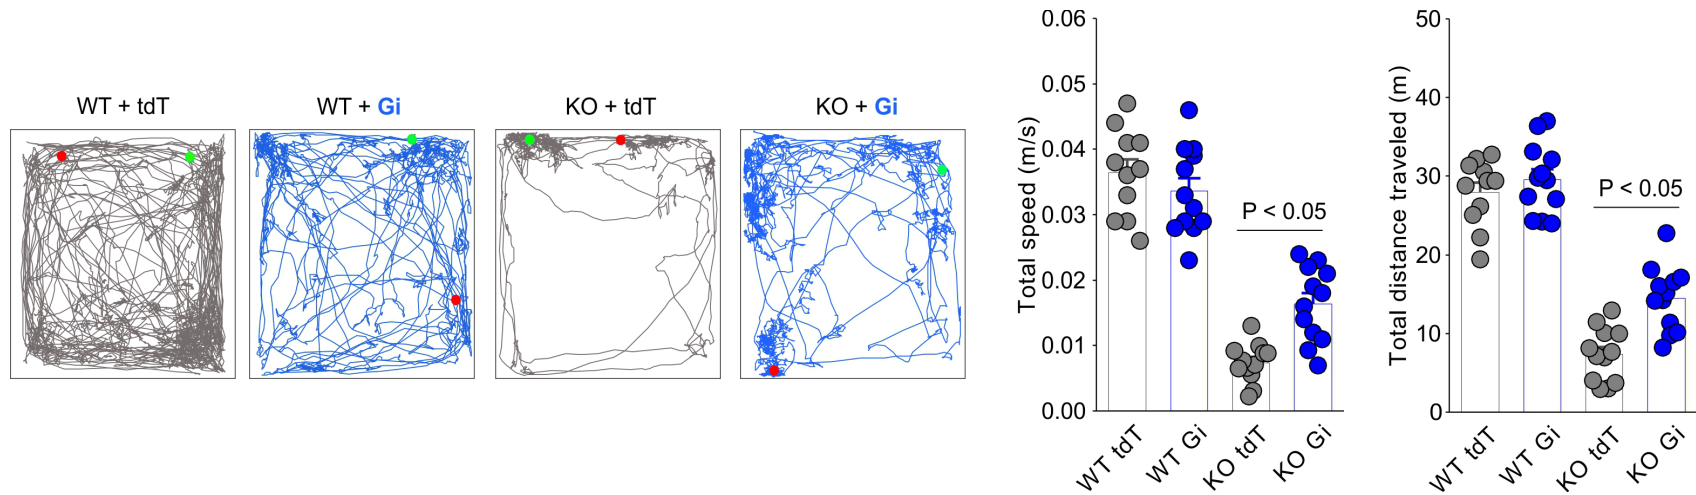 WT + tdT
WT + Gi
KO + tdT
KO + Gi
Total speed (m/s)
0.06
0.05
0.04
0.03
0.02
0.01
0.00
P < 0.05
WT tdT
WT Gi
KO tdT
KO Gi
Total distance traveled (m)
50
40
30
20
10
0
P < 0.05
WT tdT
WT Gi
KO tdT
KO Gi